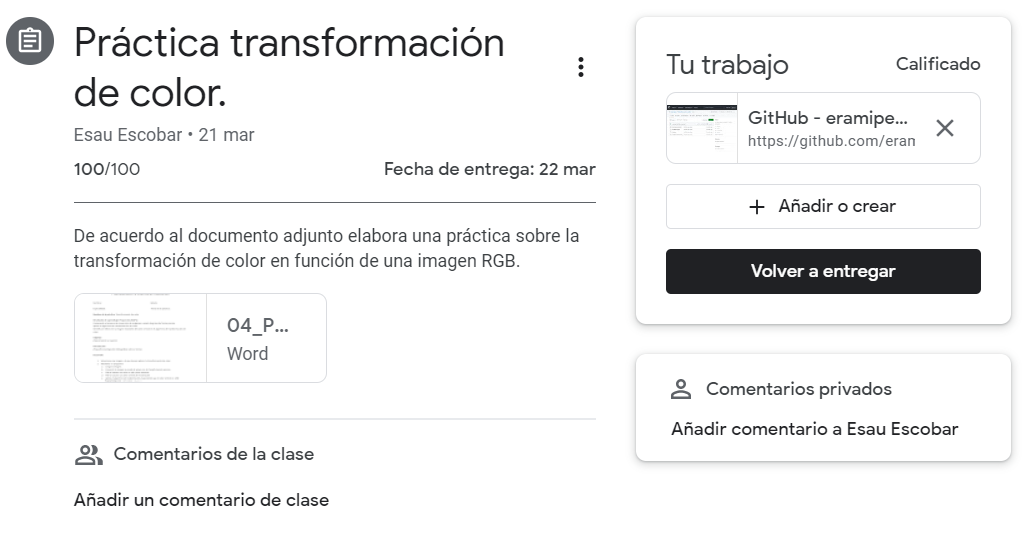 Práctica transformación
de color.
Esau Escobar • 21 mar
100/100
Fecha de entrega: 22 mar
De acuerdo al documento adjunto elabora una práctica sobre la
transformación de color en función de una imagen RGB.
04_P...
Word
Comentarios de la clase
Añadir un comentario de clase
Tu trabajo
Calificado
GitHub - eramipe...
https://github.com/eran
Añadir o crear
Volver a entregar
Comentarios privados
Añadir comentario a Esau Escobar